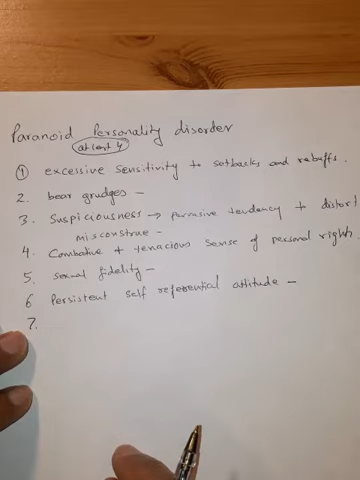 Paranoid Personality disorder
at least 4
① excessive sensitivity to setbacks and rebuffs.
2. bear grudges –
3. Suspiciousness → pervasive tendency to distort
misconstrue –
4. Combative + tenacious sense of personal rights.
5. sexual fidelity –
6 Persistent self referential attitude –
7.